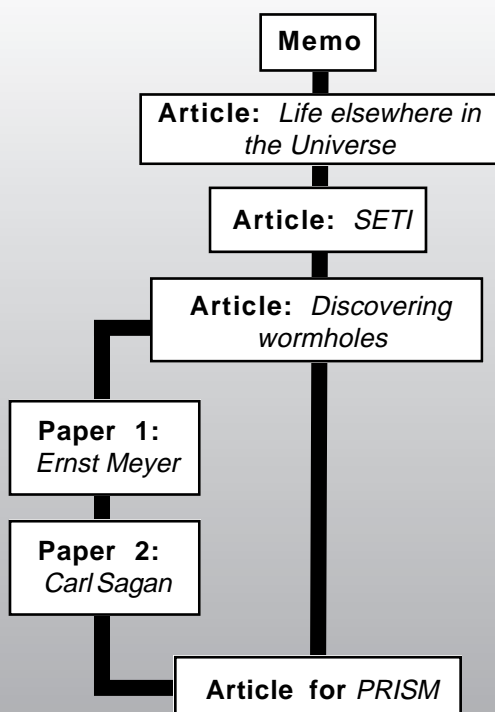 Memo
Article: Life elsewhere in
the Universe
Article: SETI
Article: Discovering
wormholes
Paper 1:
Ernst Meyer
Paper 2:
Carl Sagan
Article for PRISM